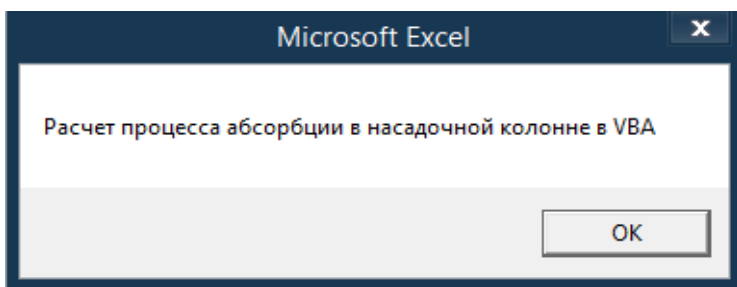 Microsoft Excel
x
Расчет процесса абсорбции в насадочной колонне в VBA
OK